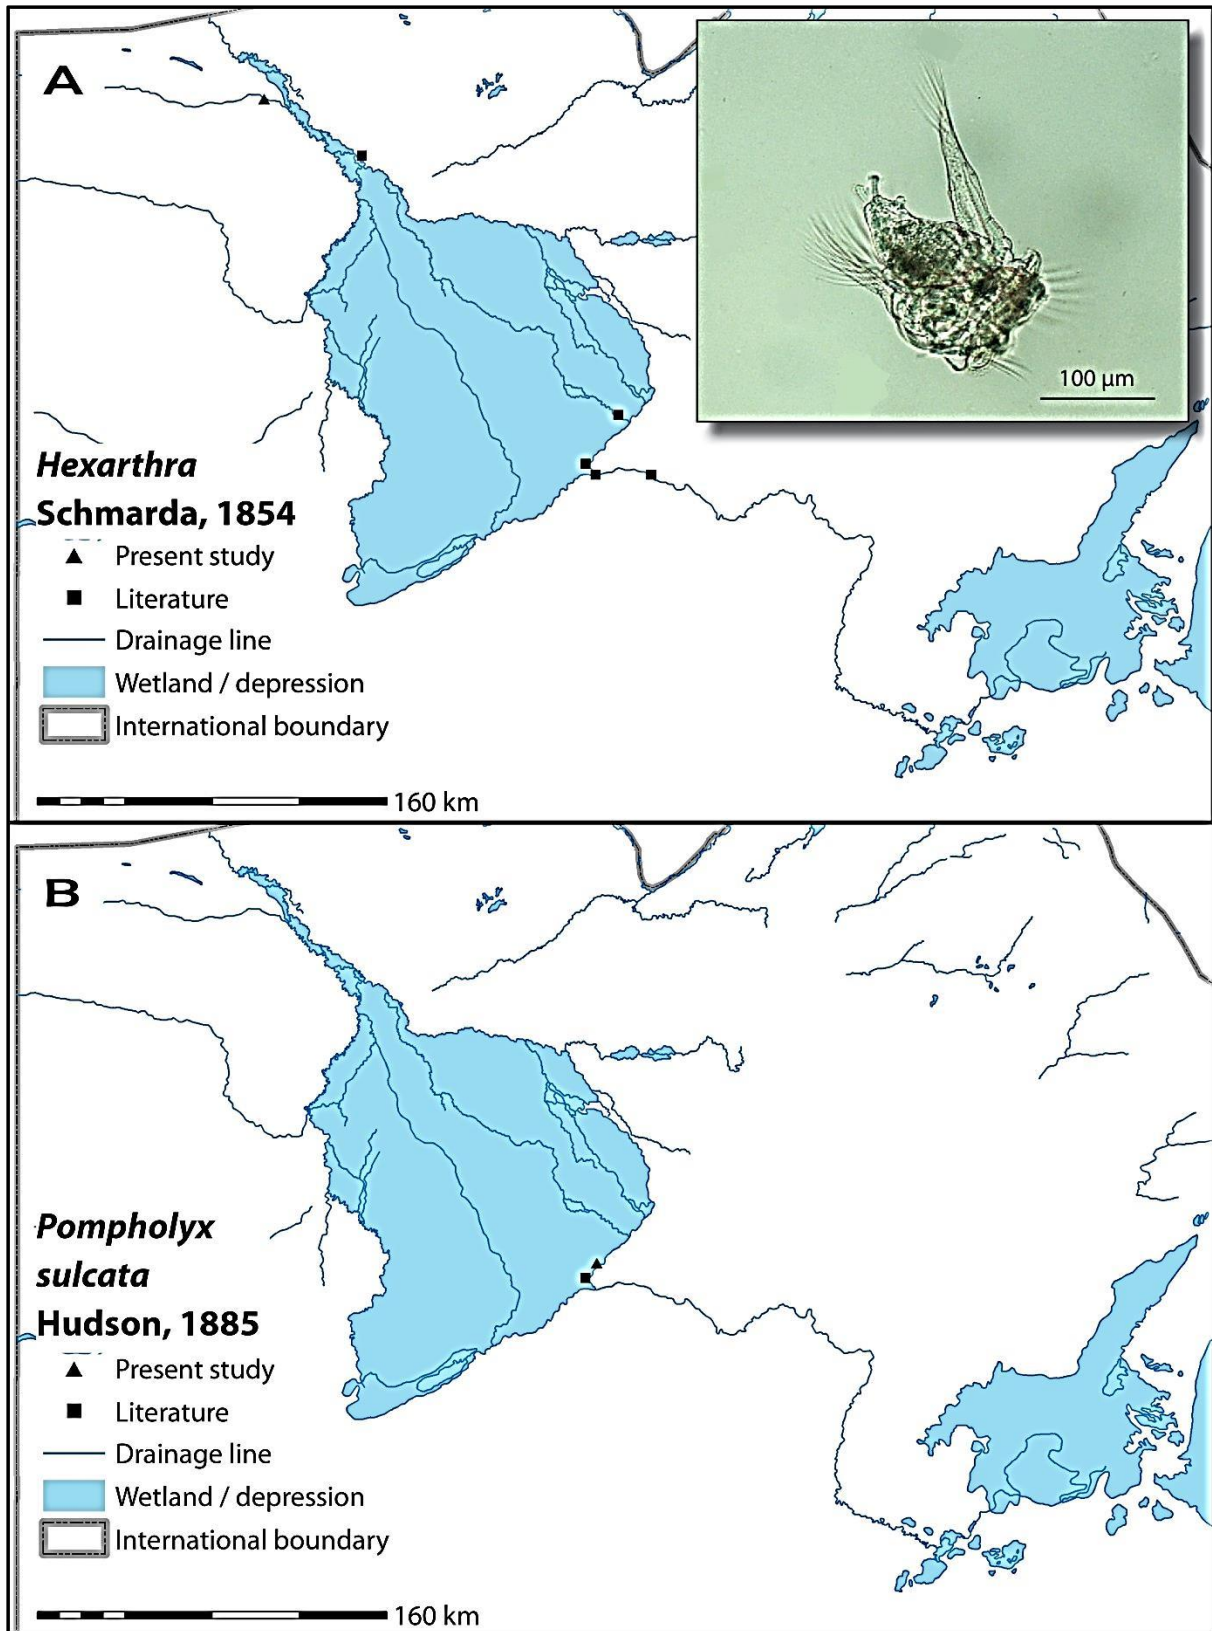 A
100 µm
Hexarthra
Schmarda, 1854
Present study
Literature
Drainage line
Wetland / depression
International boundary
160 km
B
Pompholyx
sulcata
Hudson, 1885
Present study
Literature
Drainage line
Wetland / depression
International boundary
160 km